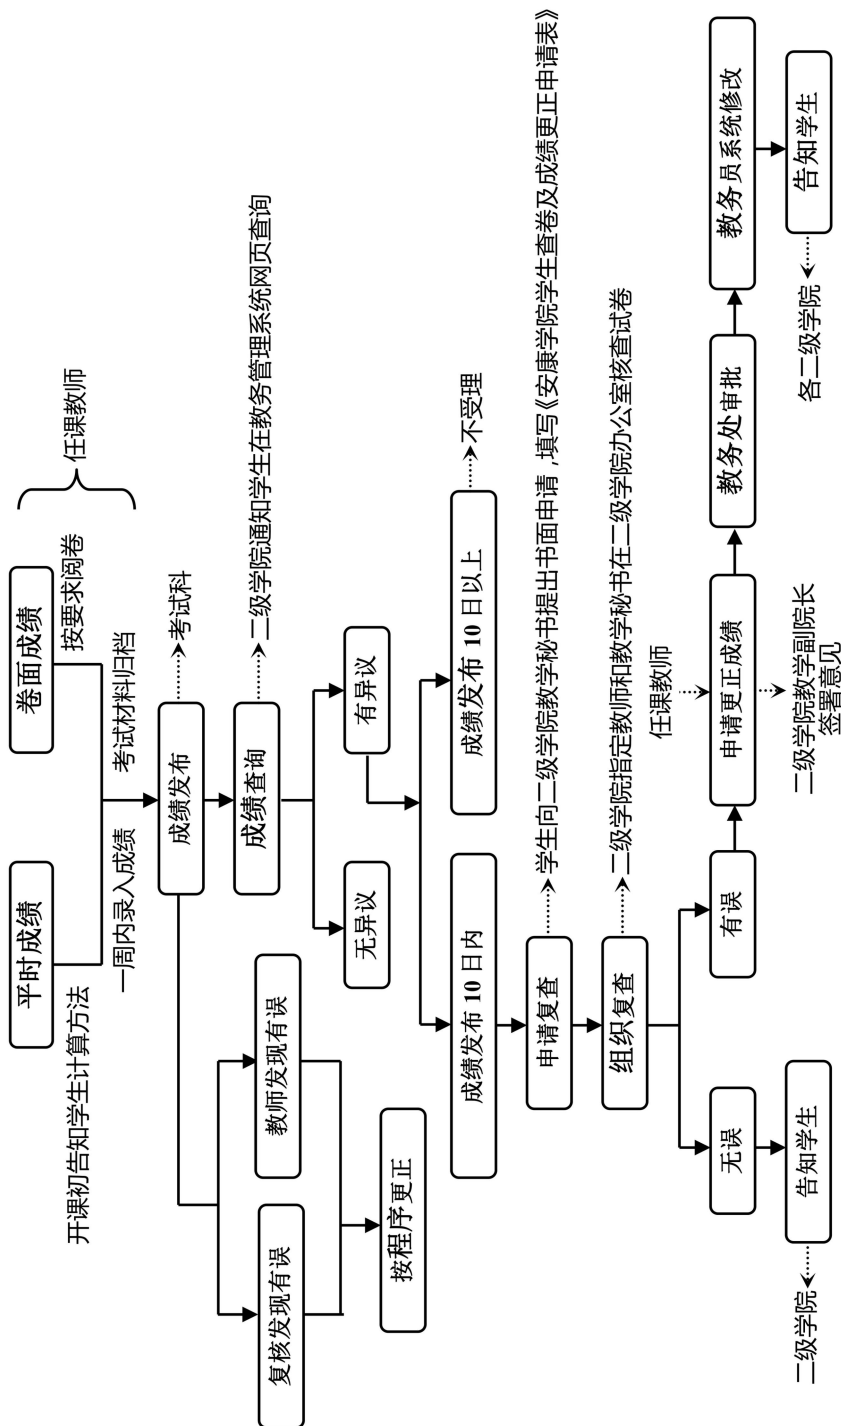 平时成绩
卷面成绩
任课教师
开课初告知学生计算方法
按要求阅卷
一周内录入成绩
考试材料归档
成绩发布
考试科
成绩查询
二级学院通知学生在教务管理系统网页查询
复核发现有误
教师发现有误
无异议
有异议
按程序更正
成绩发布 10 日内
成绩发布 10 日以上
不受理
申请复查
学生向二级学院教学秘书提出书面申请,填写《安康学院学生查卷及成绩更正申请表》
组织复查
二级学院指定教师和教学秘书在二级学院办公室核查试卷
任课教师
无误
有误
申请更正成绩
教务处审批
教务员系统修改
二级学院教学副院长
签署意见
二级学院
告知学生
各二级学院
告知学生